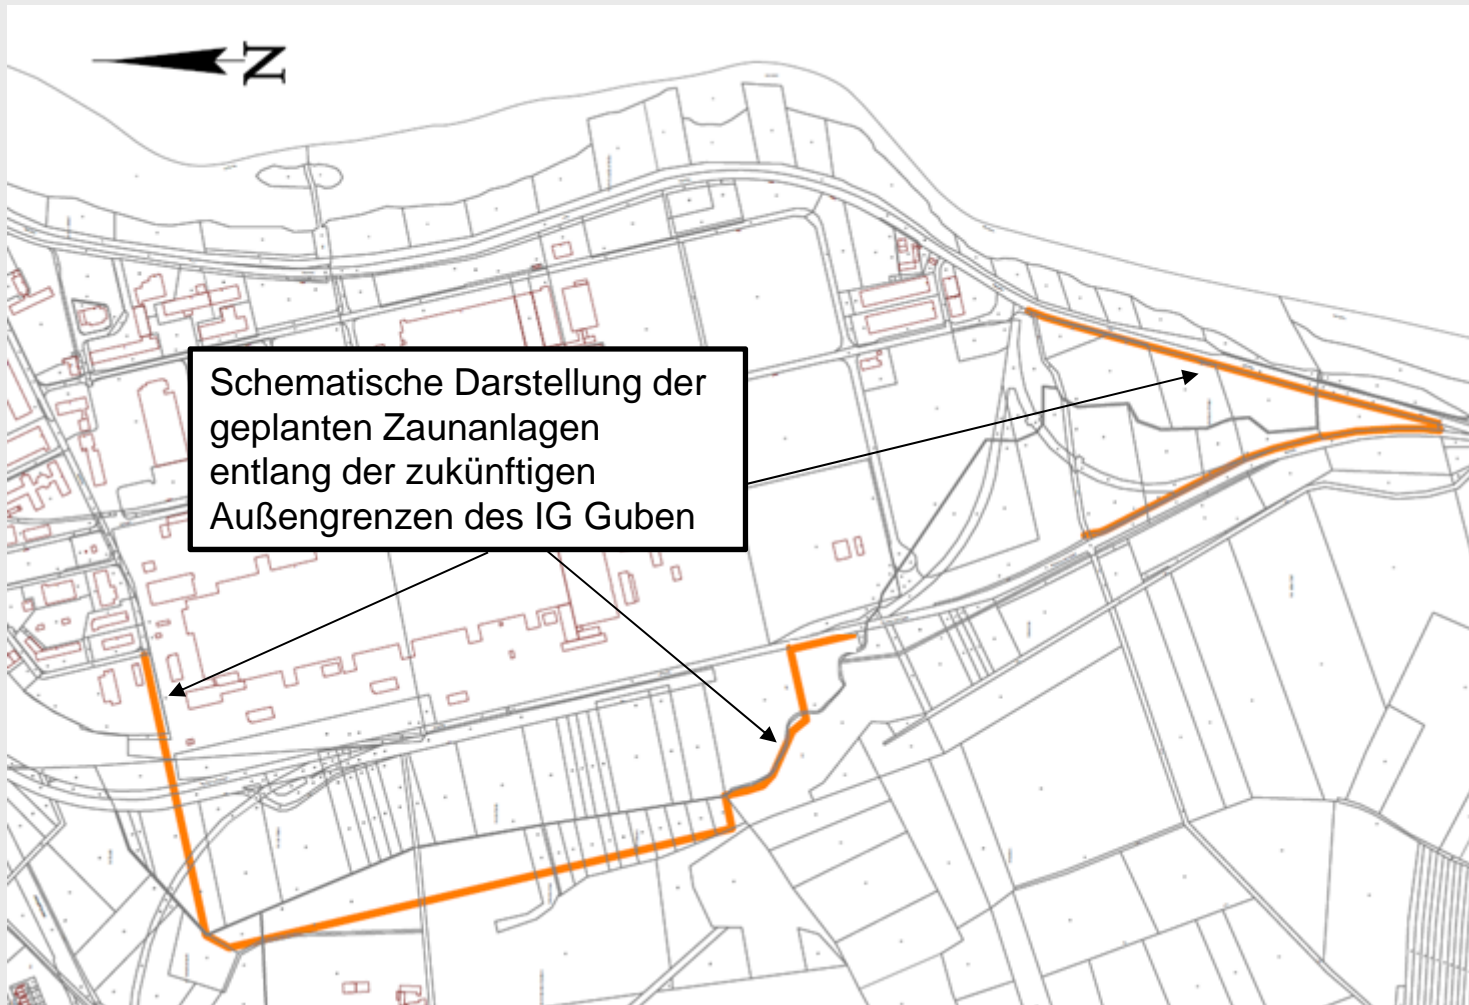 N
Schematische Darstellung der
geplanten Zaunanlagen
entlang der zukünftigen
Außengrenzen des IG Guben